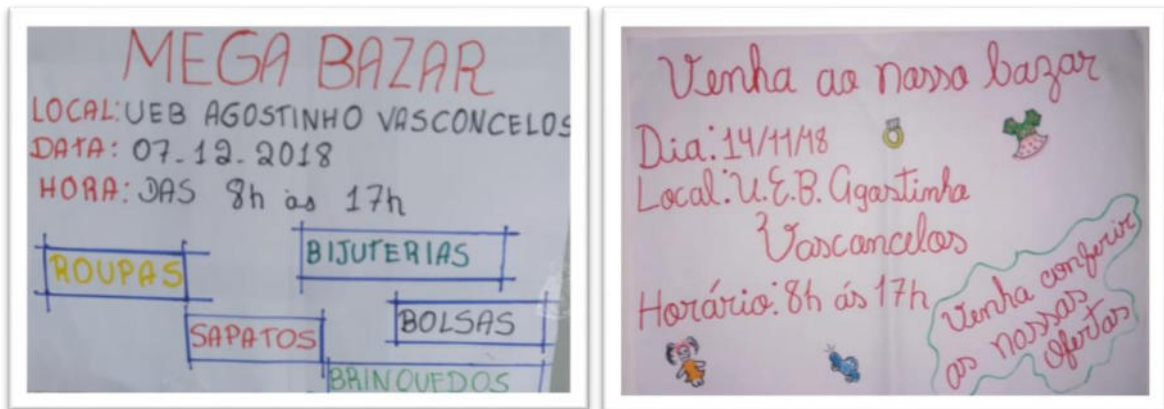 MEGA BAZAR
LOCAL: UEB AGOSTINHO VASCONCELOS
DATA: 07-12-2018
HORA: DAS 8h às 17h
ROUPAS
BIJUTERIAS
SAPATOS
BOLSAS
BRINQUEDOS
Venha ao nosso bazar
Dia: 14/11/18
Local: U.E.B. Agostinho
Vasconcelos
Horário: 8h ás 17h
Venha conferir
as nossas
ofertas